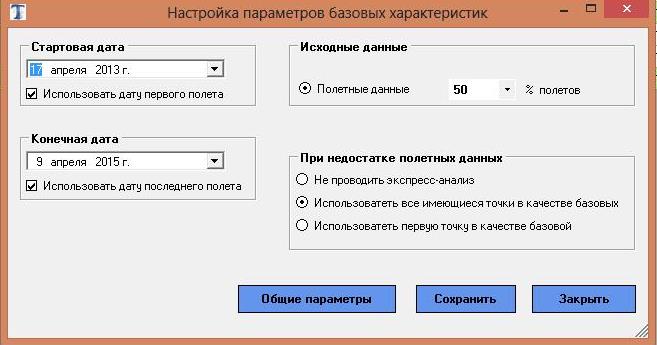 Настройка параметров базовых характеристик
Стартовая дата
17 апреля 2013 г.
Использовать дату первого полета
Исходные данные
Полетные данные 50 % полетов
Конечная дата
9 апреля 2015 г.
Использовать дату последнего полета
При недостатке полетных данных
Не проводить экспресс-анализ
Использоватеть все имеющиеся точки в качестве базовых
Использоватеть первую точку в качестве базовой
Общие параметры
Сохранить
Закрыть